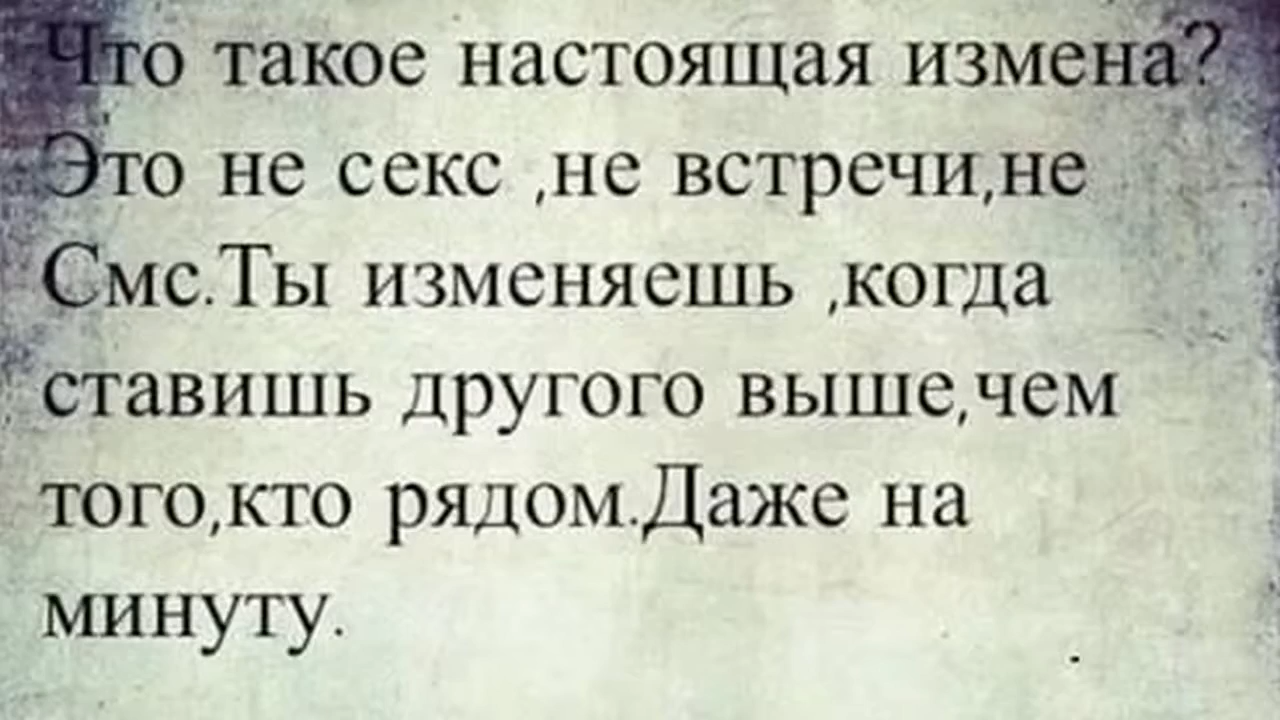 Что такое настоящая измена?
Это не секс ,не встречи,не
Смс.Ты изменяешь ,когда
ставишь другого выше,чем
того,кто рядом.Даже на
минуту.